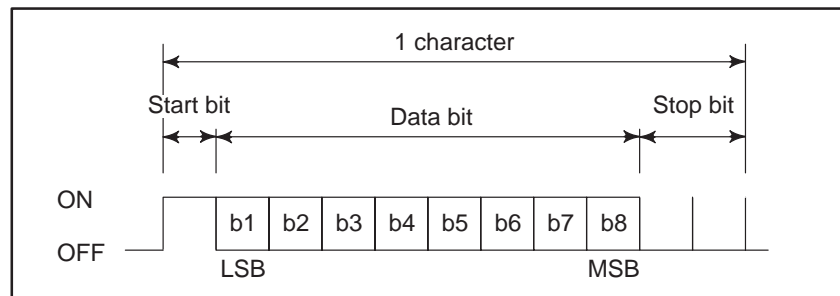 1 character
Start bit
Data bit
Stop bit
ON
b1 b2 b3 b4 b5 b6 b7 b8
OFF
LSB
MSB